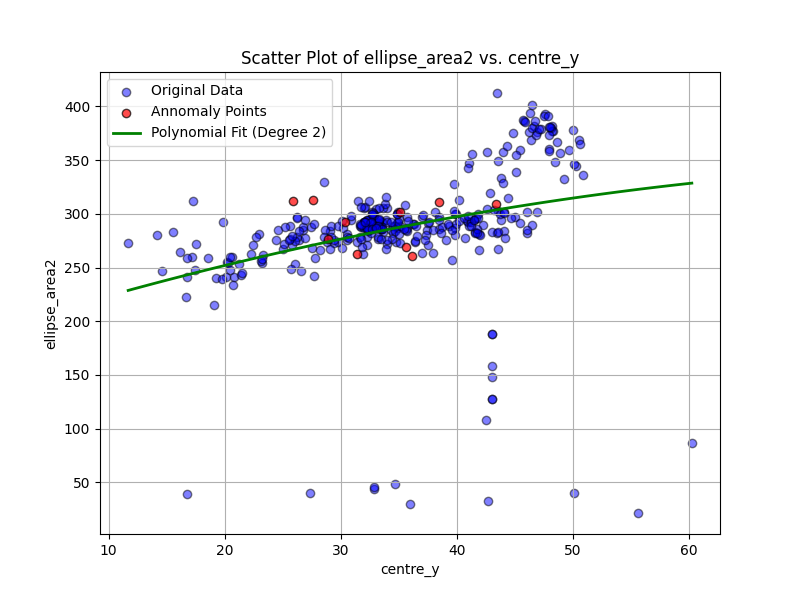 Scatter Plot of ellipse_area2 vs. centre_y
Original Data
Annomaly Points
Polynomial Fit (Degree 2)
400
350
300
250
200
150
100
50
ellipse_area2
10 20 30 40 50 60
centre_y